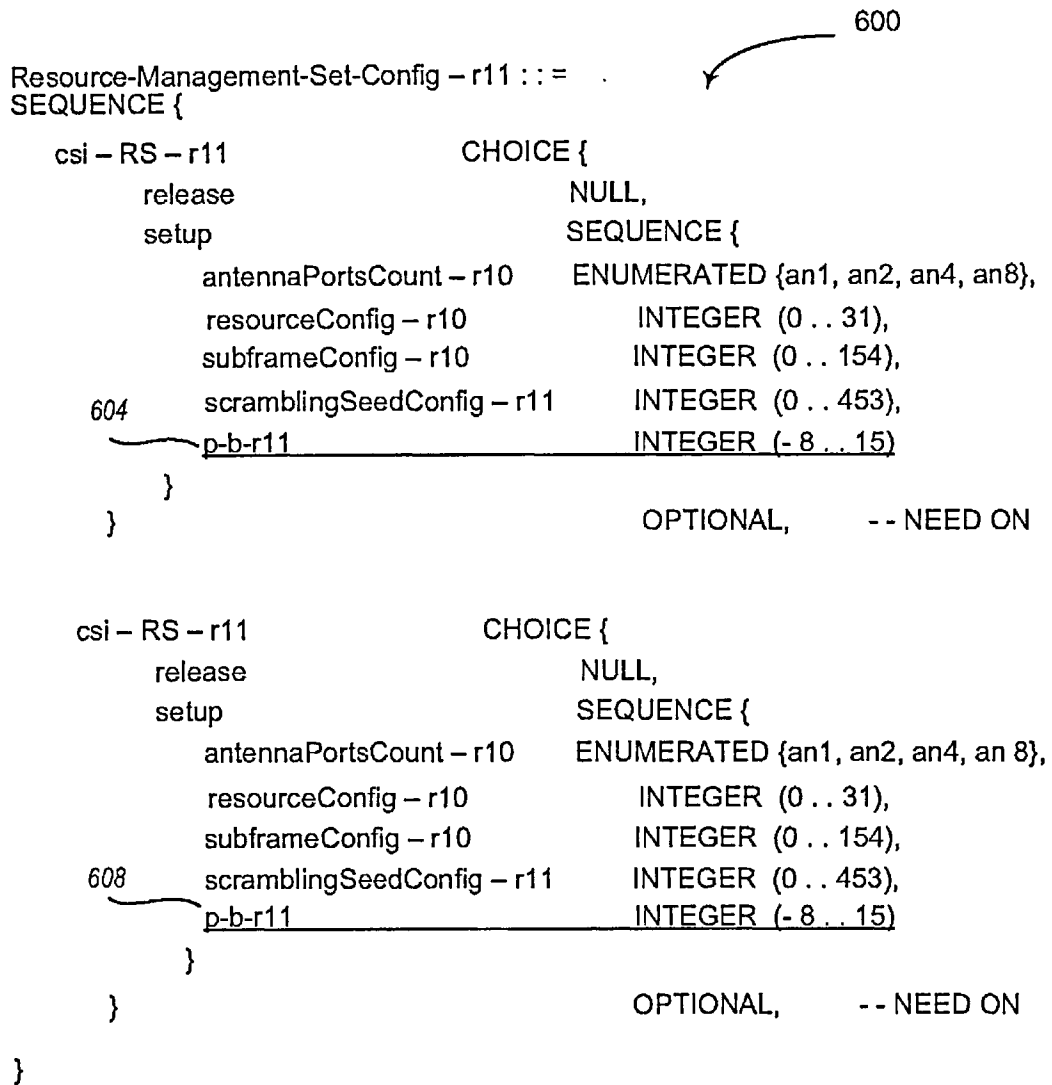 600
Resource-Management-Set-Config – r11 : : =
SEQUENCE {
csi – RS – r11 CHOICE {
release NULL,
setup SEQUENCE {
antennaPortsCount – r10 ENUMERATED {an1, an2, an4, an8},
resourceConfig – r10 INTEGER (0 . . 31),
subframeConfig – r10 INTEGER (0 . . 154),
604 scramblingSeedConfig – r11 INTEGER (0 . . 453),
p-b-r11 INTEGER (- 8 . . 15)
}
} OPTIONAL, - - NEED ON
csi – RS – r11 CHOICE {
release NULL,
setup SEQUENCE {
antennaPortsCount – r10 ENUMERATED {an1, an2, an4, an 8},
resourceConfig – r10 INTEGER (0 . . 31),
subframeConfig – r10 INTEGER (0 . . 154),
608 scramblingSeedConfig – r11 INTEGER (0 . . 453),
p-b-r11 INTEGER (- 8 . . 15)
}
} OPTIONAL, - - NEED ON
}